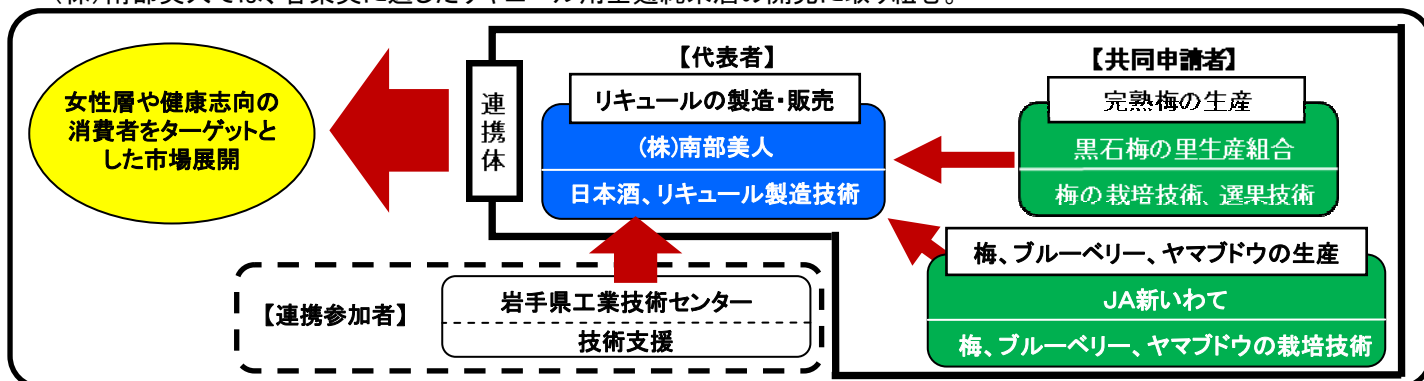 女性層や健康志向の
消費者をターゲットと
した市場展開
連携体
【代表者】
リキュールの製造・販売
(株)南部美人
日本酒、リキュール製造技術
【共同申請者】
完熟梅の生産
黒石梅の里生産組合
梅の栽培技術、選果技術
梅、ブルーベリー、ヤマブドウの生産
JA新いわて
梅、ブルーベリー、ヤマブドウの栽培技術
【連携参加者】
岩手県工業技術センター
技術支援